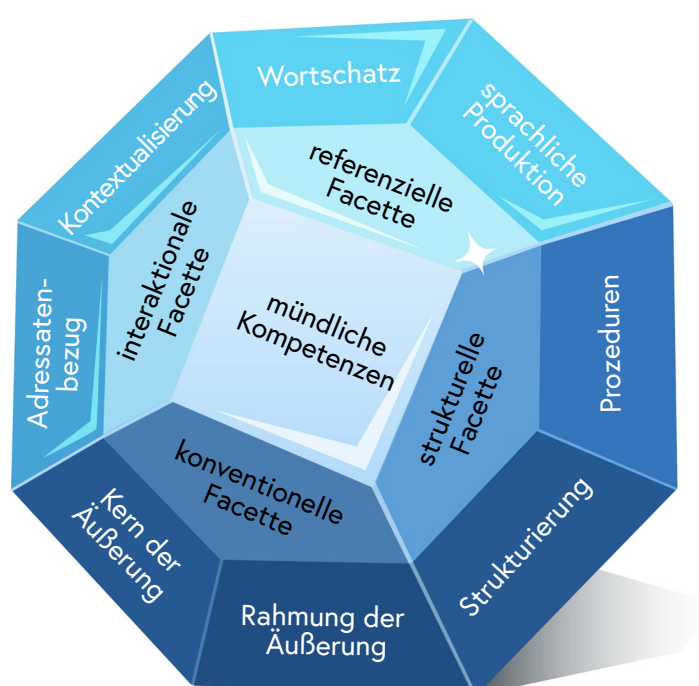 Wortschatz
sprachliche
Produktion
Kontextualisierung
referenzielle
Facette
interaktionale
Facette
Adressaten-
bezug
mündliche
Kompetenzen
strukturelle
Facette
Prozeduren
konventionelle
Facette
Kern der
Äußerung
Rahmung der
Äußerung
Strukturierung